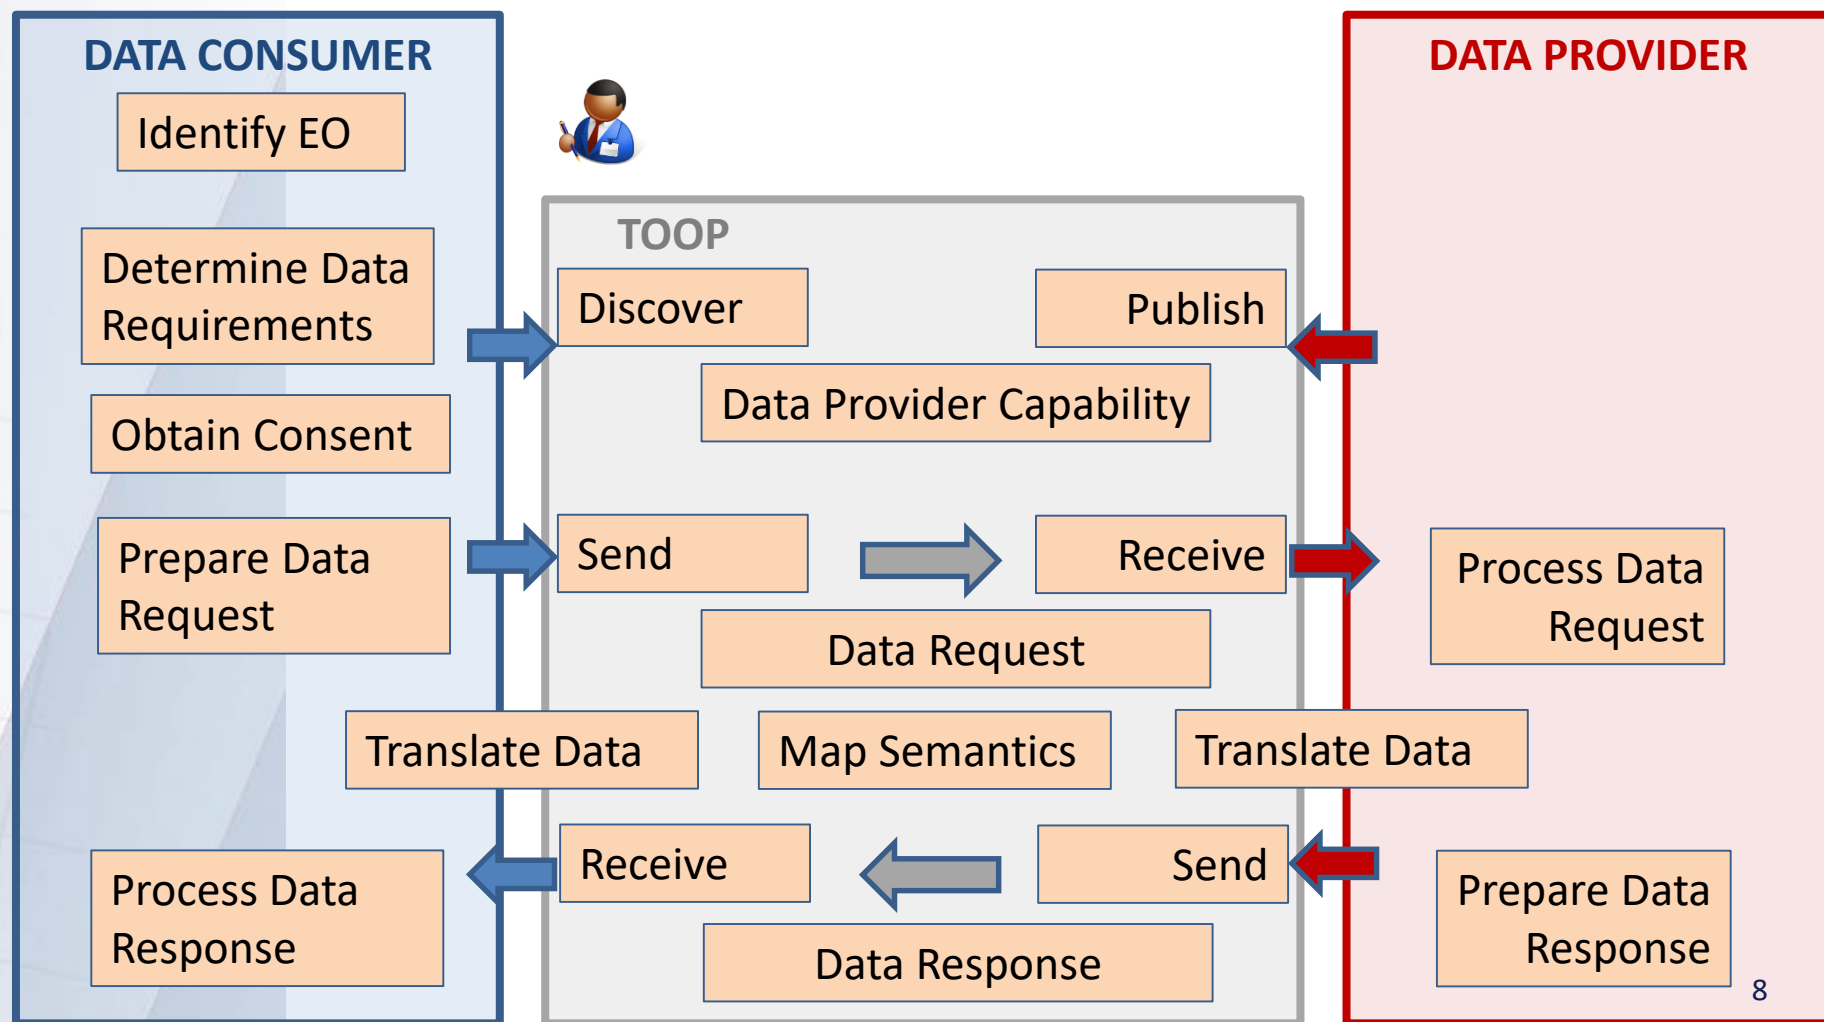 DATA CONSUMER
DATA PROVIDER
Identify EO
TOOP
Determine Data
Requirements
Discover
Publish
Data Provider Capability
Obtain Consent
Prepare Data
Request
Send
Receive
Process Data
Request
Data Request
Translate Data
Map Semantics
Translate Data
Receive
Send
Process Data
Response
Prepare Data
Response
Data Response
8